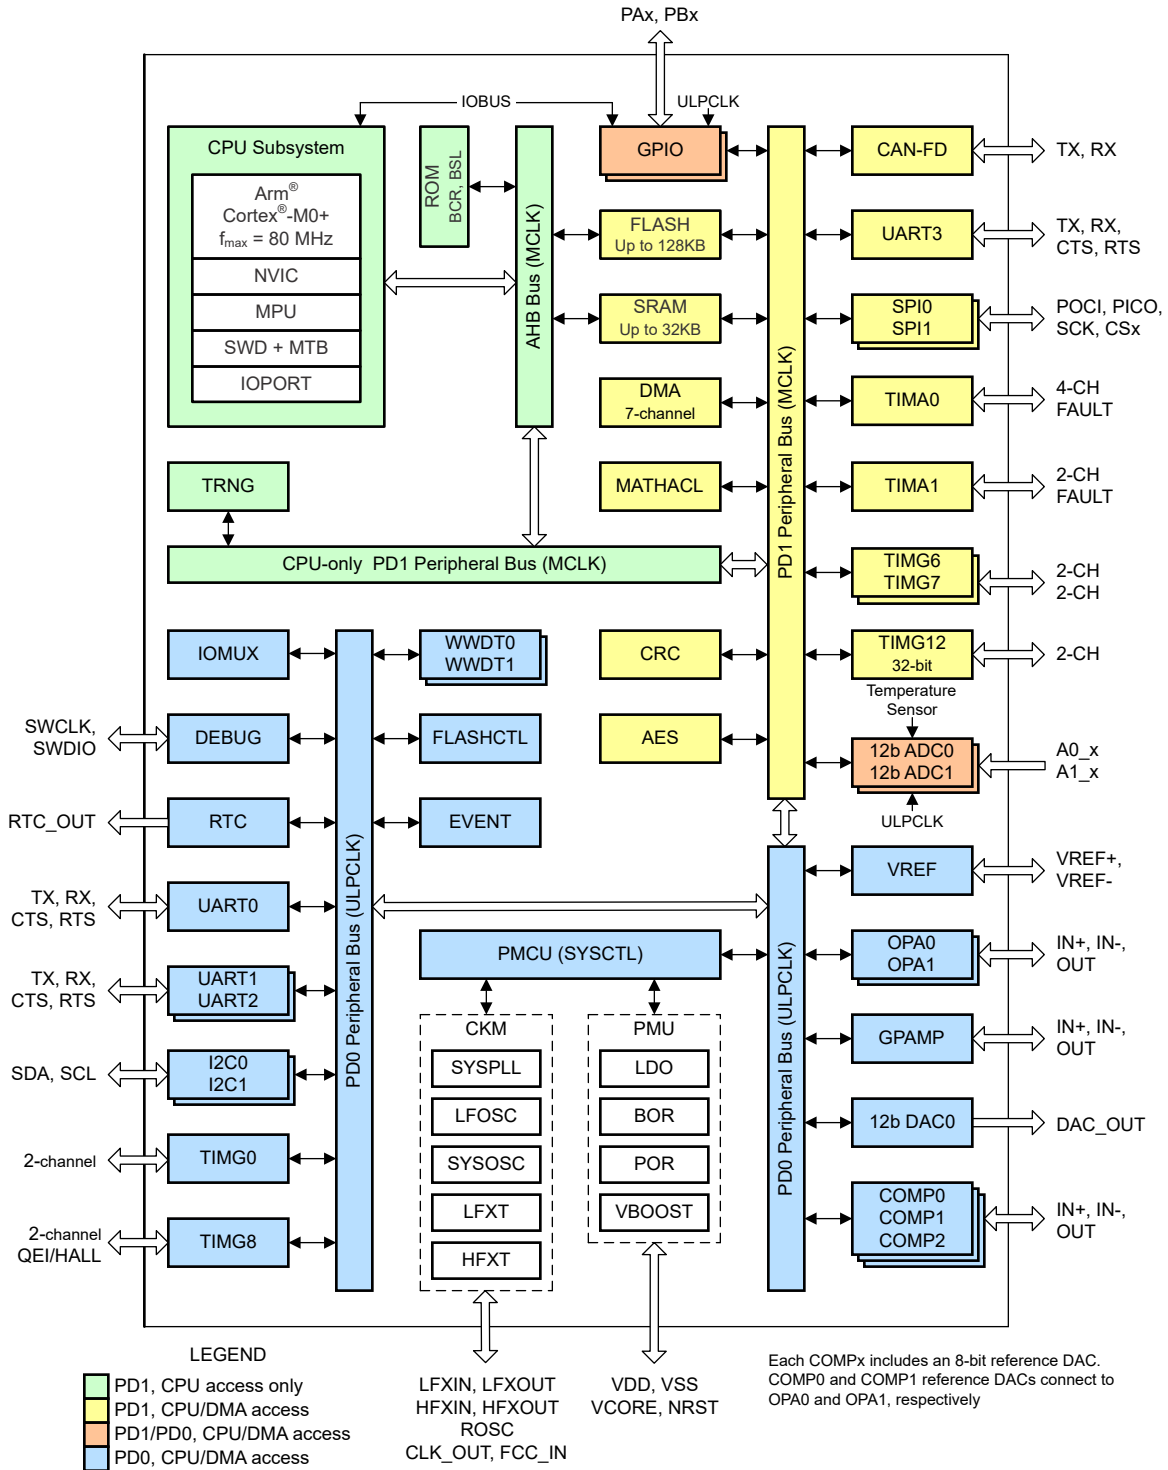 PAx, PBx
IOBUS
ULPCLK
CPU Subsystem
Arm®
Cortex®-M0+
fmax = 80 MHz
NVIC
MPU
SWD + MTB
IOPORT
ROM
BCR, BSL
AHB Bus (MCLK)
GPIO
FLASH
Up to 128KB
SRAM
Up to 32KB
DMA
7-channel
MATHACL
PD1 Peripheral Bus (MCLK)
CAN-FD
TX, RX
UART3
TX, RX,
CTS, RTS
SPI0
SPI1
POCI, PICO,
SCK, CSx
TIMA0
4-CH
FAULT
TIMA1
2-CH
FAULT
TIMG6
TIMG7
2-CH
2-CH
TIMG12
32-bit
2-CH
Temperature
Sensor
12b ADC0
12b ADC1
A0_x
A1_x
ULPCLK
TRNG
CPU-only PD1 Peripheral Bus (MCLK)
CRC
AES
IOMUX
WWDT0
WWDT1
SWCLK,
SWDIO
DEBUG
FLASHCTL
RTC_OUT
RTC
EVENT
PD0 Peripheral Bus (ULPCLK)
TX, RX,
CTS, RTS
UART0
TX, RX,
CTS, RTS
UART1
UART2
SDA, SCL
I2C0
I2C1
2-channel
TIMG0
2-channel
QEI/HALL
TIMG8
PMCU (SYSCTL)
CKM
SYSPLL
LFOSC
SYSOSC
LFXT
HFXT
PMU
LDO
BOR
POR
VBOOST
PD0 Peripheral Bus (ULPCLK)
VREF
VREF+,
VREF-
OPA0
OPA1
IN+, IN-,
OUT
GPAMP
IN+, IN-,
OUT
12b DAC0
DAC_OUT
COMP0
COMP1
COMP2
IN+, IN-,
OUT
LEGEND
PD1, CPU access only
PD1, CPU/DMA access
PD1/PD0, CPU/DMA access
PD0, CPU/DMA access
LFXIN, LFXOUT
HFXIN, HFXOUT
ROSC
CLK_OUT, FCC_IN
VDD, VSS
VCORE, NRST
Each COMPx includes an 8-bit reference DAC.
COMP0 and COMP1 reference DACs connect to
OPA0 and OPA1, respectively